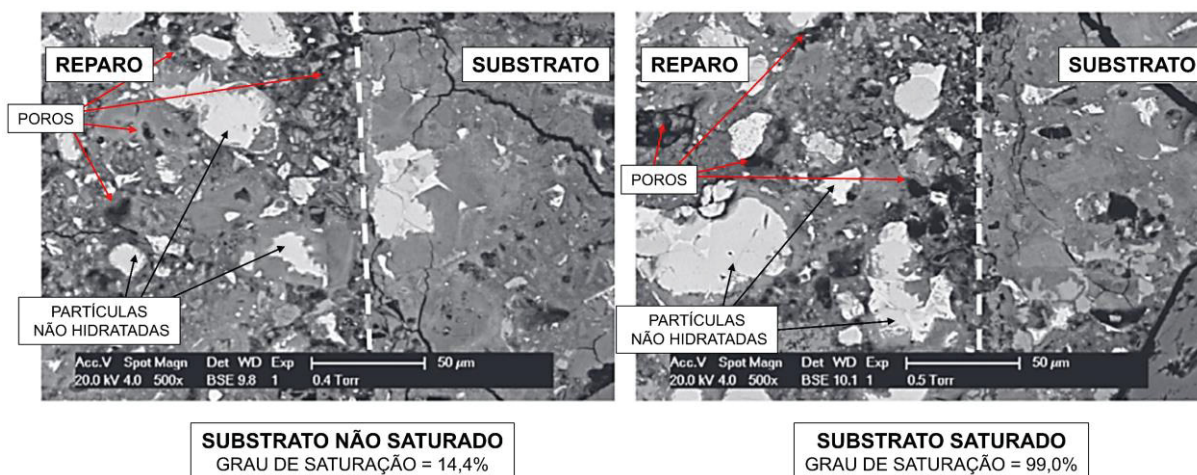 REPARO
SUBSTRATO
POROS
PARTÍCULAS
NÃO HIDRATADAS
Acc.V Spot Magn Det WD Exp 50 µm
20.0 kV 4.0 500x BSE 9.8 1 0.4 Torr
SUBSTRATO NÃO SATURADO
GRAU DE SATURAÇÃO = 14,4%
REPARO
SUBSTRATO
POROS
PARTÍCULAS
NÃO HIDRATADAS
Acc.V Spot Magn Det WD Exp 50 µm
20.0 kV 4.0 500x BSE 10.1 1 0.5 Torr
SUBSTRATO SATURADO
GRAU DE SATURAÇÃO = 99,0%